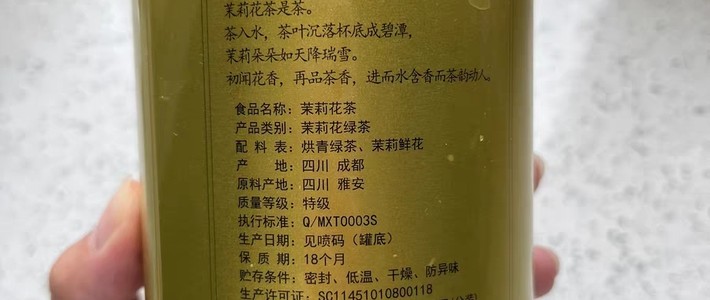 茉莉花茶是茶。
茶入水，茶叶沉落杯底成碧潭，
茉莉朵朵如天降瑞雪。
初闻花香，再品茶香，进而水含香而茶韵动人。
食品名称：茉莉花茶
产品类别：茉莉花绿茶
配 料 表：烘青绿茶、茉莉鲜花
产 地：四川 成都
原料产地：四川 雅安
质量等级：特级
执行标准：Q/MXT0003S
生产日期：见喷码（罐底）
保 质 期：18个月
贮存条件：密封、低温、干燥、防异味
生产许可证：SC11451010800118